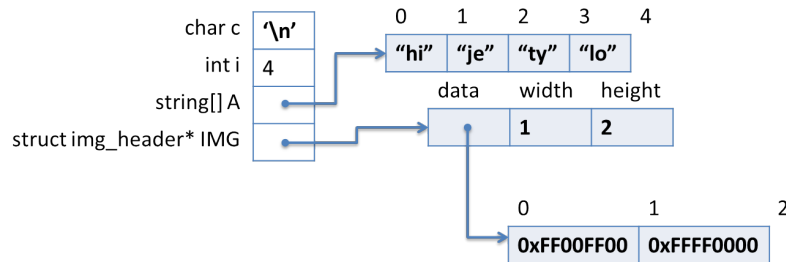 0 1 2 3 4
char c ‘\n’
“hi” “je” “ty” “lo”
int i 4
string[] A
data width height
struct img_header* IMG
1 2
0 1 2
0xFF00FF00 0xFFFF0000